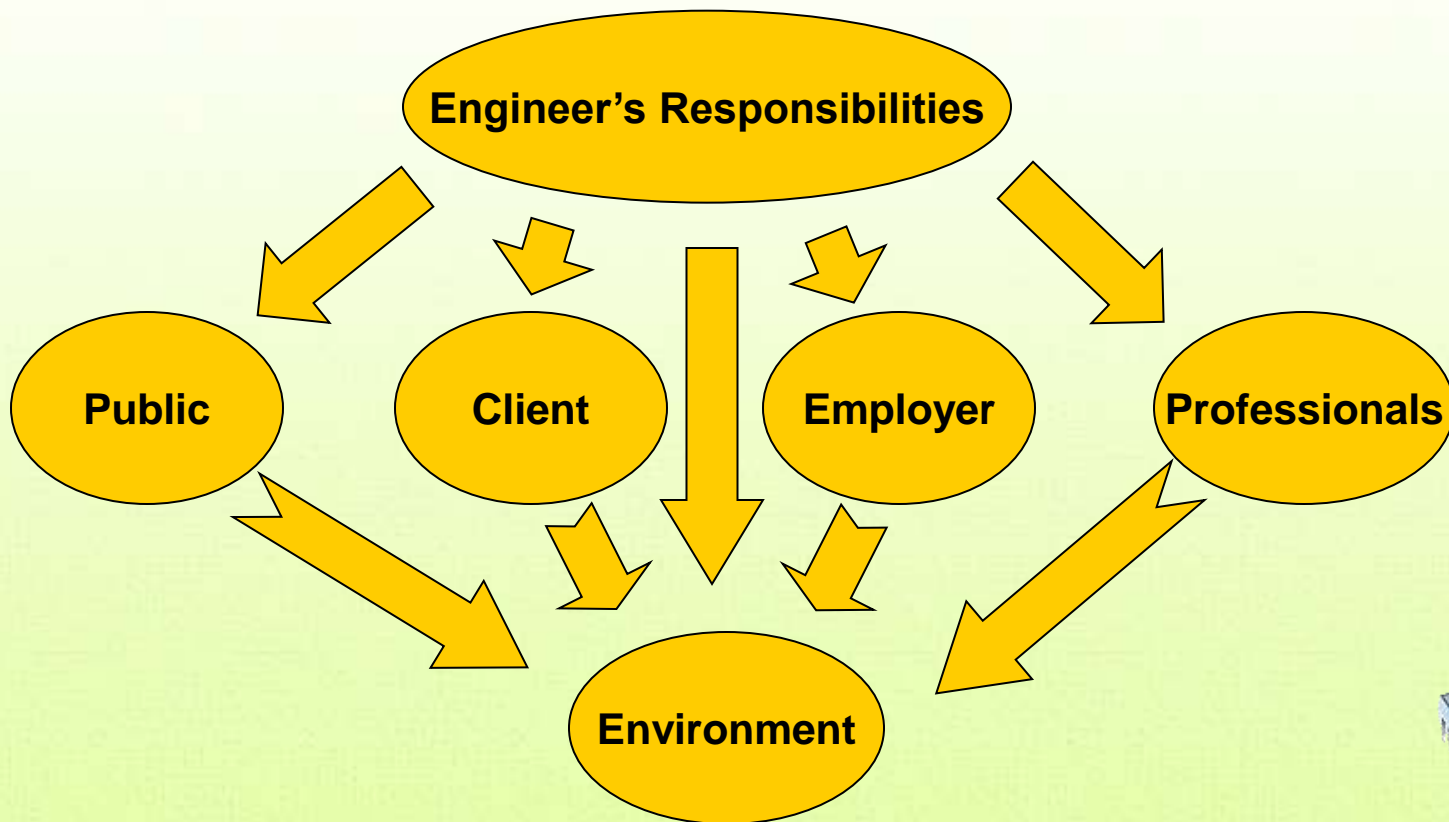 Engineer’s Responsibilities
Public
Client
Employer
Professionals
Environment